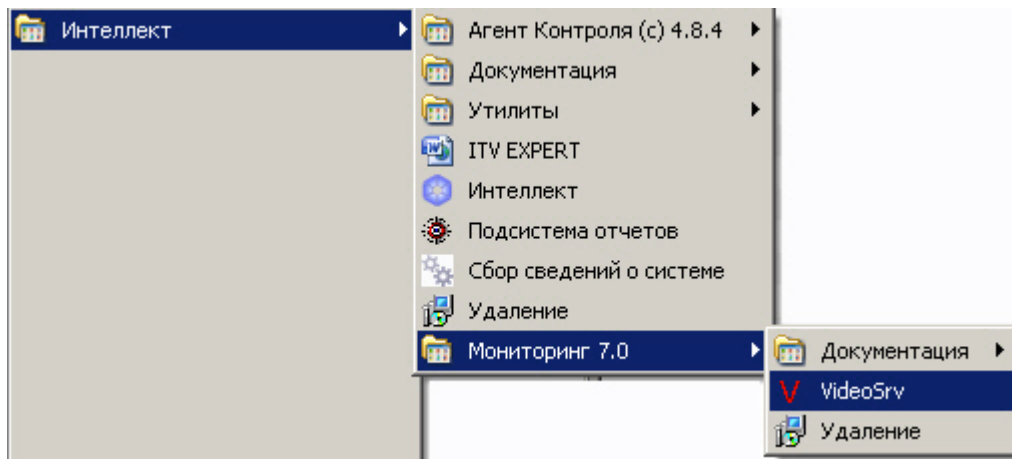 Интеллект
Агент Контроля (c) 4.8.4
Документация
Утилиты
ITV EXPERT
Интеллект
Подсистема отчетов
Сбор сведений о системе
Удаление
Мониторинг 7.0
Документация
VideoSrv
Удаление